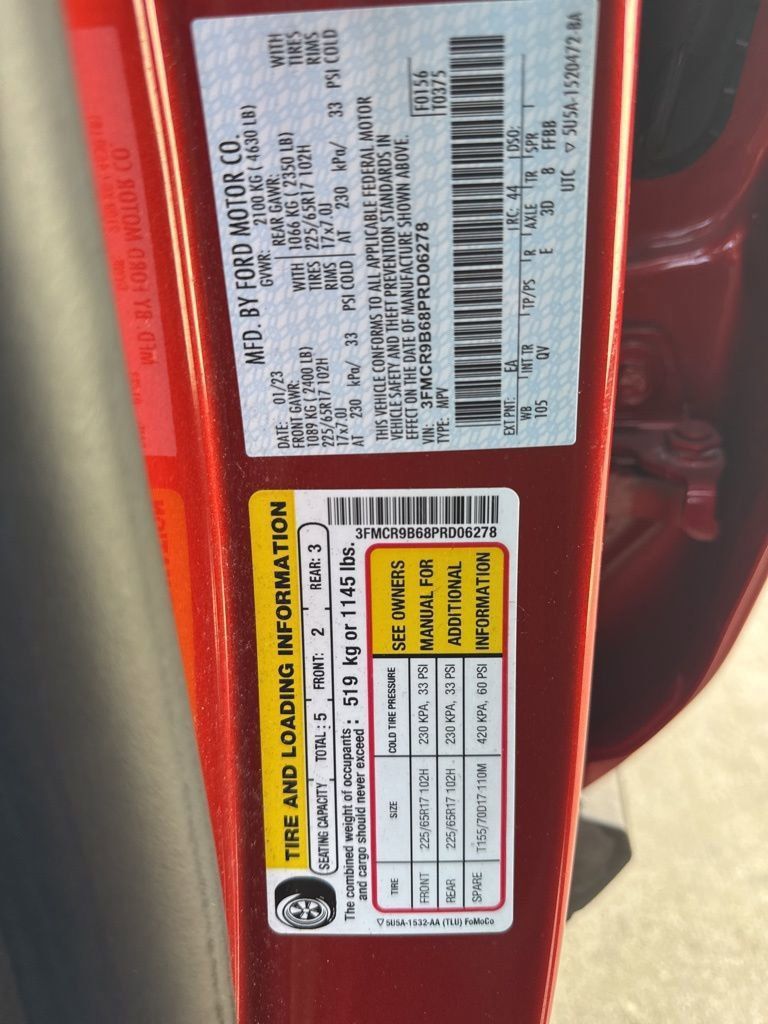 MFD. BY FORD MOTOR CO.
DATE: 01/23 GVWR: 2100 KG ( 4630 LB)
FRONT GAWR: REAR GAWR:
1089 KG ( 2400 LB) WITH 1066 KG ( 2350 LB) WITH
225/65R17 102H TIRES 225/65R17 102H TIRES
17x7.0J RIMS 17x7.0J RIMS
AT 230 kPa/ 33 PSI COLD AT 230 kPa/ 33 PSI COLD
THIS VEHICLE CONFORMS TO ALL APPLICABLE FEDERAL MOTOR
VEHICLE SAFETY AND THEFT PREVENTION STANDARDS IN
EFFECT ON THE DATE OF MANUFACTURE SHOWN ABOVE.
VIN: 3FMCR9B68PRD06278 F0156
TYPE: MPV T0375
EXT PNT: EA RC: 44 DSO:
WB INT TR TP/PS R AXLE TR SPR
105 QV E 3D 8 FFBB
UTC ▽ 5U5A-1520472-BA
TIRE AND LOADING INFORMATION
SEATING CAPACITY TOTAL : 5 FRONT: 2 REAR: 3
The combined weight of occupants
and cargo should never exceed : 519 kg or 1145 lbs.
3FMCR9B68PRD06278
TIRE SIZE COLD TIRE PRESSURE
FRONT 225/65R17 102H 230 KPA, 33 PSI
REAR 225/65R17 102H 230 KPA, 33 PSI
SPARE T155/70D17 110M 420 KPA, 60 PSI
SEE OWNERS
MANUAL FOR
ADDITIONAL
INFORMATION
▽ 5U5A-1532-AA (TLU) FoMoCo